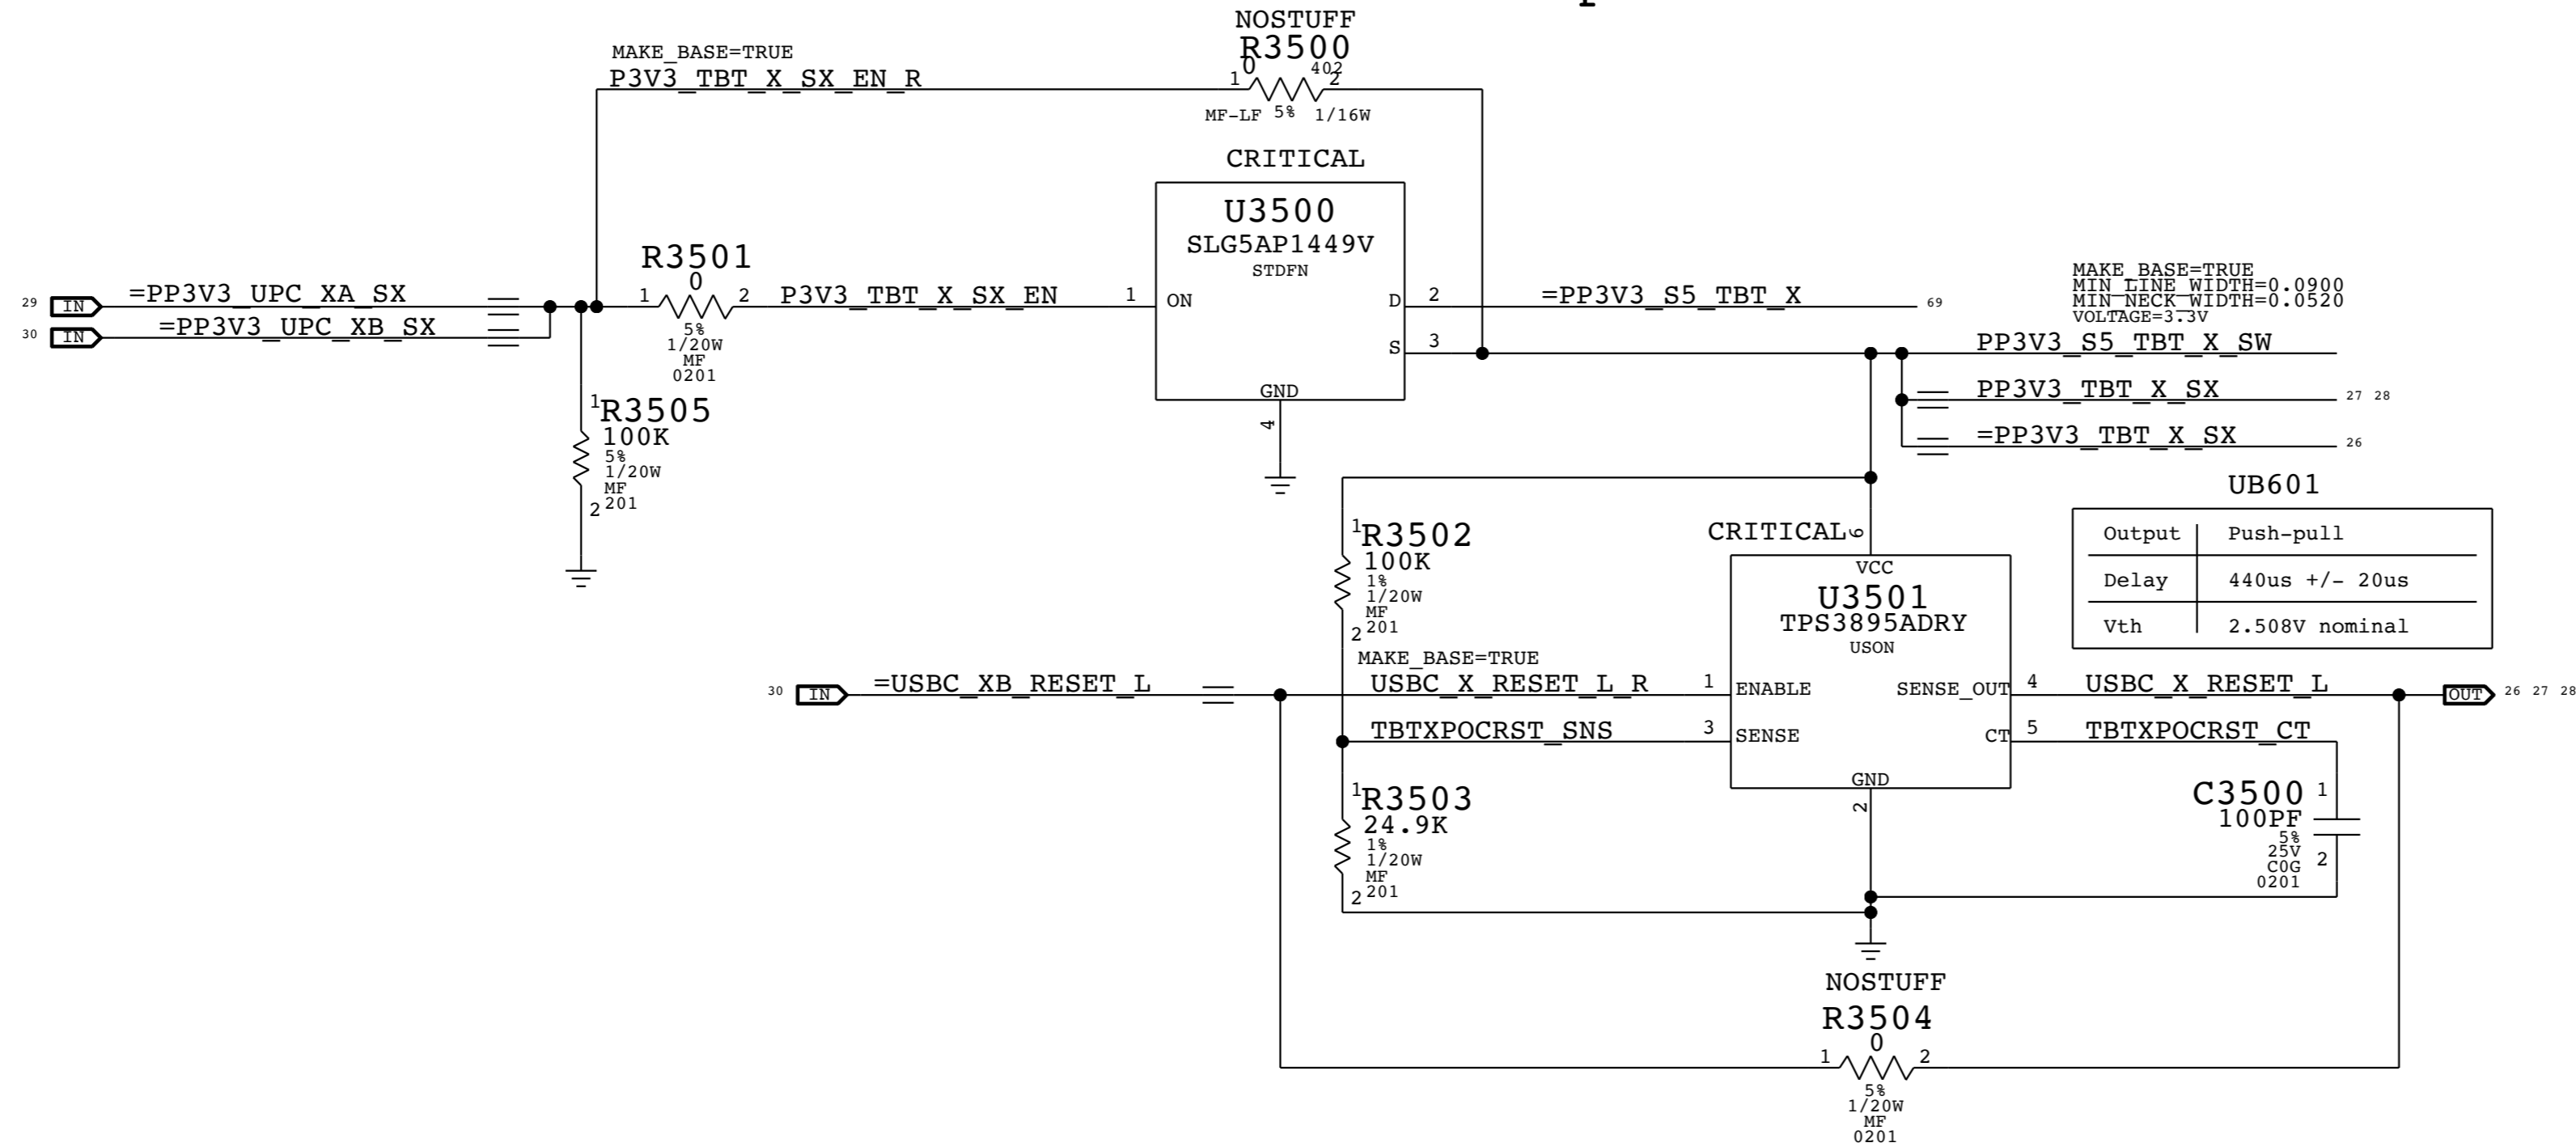 NOSTUFF
R3500
0
402
1
2
MF-LF 5% 1/16W
MAKE_BASE=TRUE
P3V3_TBT_X_SX_EN_R
CRITICAL
U3500
SLG5AP1449V
STDFN
1
ON
D
2
S
3
GND
4
R3501
0
1
2
5%
1/20W
MF
0201
P3V3_TBT_X_SX_EN
29 IN =PP3V3_UPC_XA_SX
30 IN =PP3V3_UPC_XB_SX
1
R3505
100K
5%
1/20W
MF
201
2
=PP3V3_S5_TBT_X 69
MAKE_BASE=TRUE
MIN_LINE_WIDTH=0.0900
MIN_NECK_WIDTH=0.0520
VOLTAGE=3.3V
PP3V3_S5_TBT_X_SW
PP3V3_TBT_X_SX 27 28
=PP3V3_TBT_X_SX 26
UB601
Output Push-pull
Delay 440us +/- 20us
Vth 2.508V nominal
1
R3502
100K
1%
1/20W
MF
201
2
CRITICAL
6
VCC
U3501
TPS3895ADRY
USON
1
ENABLE
SENSE_OUT
4
3
SENSE
CT
5
GND
2
MAKE_BASE=TRUE
30 IN =USBC_XB_RESET_L
USBC_X_RESET_L_R
TBTXPOCRST_SNS
USBC_X_RESET_L OUT 26 27 28
TBTXPOCRST_CT
1
R3503
24.9K
1%
1/20W
MF
201
2
C3500
1
100PF
5%
25V
C0G
0201
2
NOSTUFF
R3504
0
1
2
5%
1/20W
MF
0201